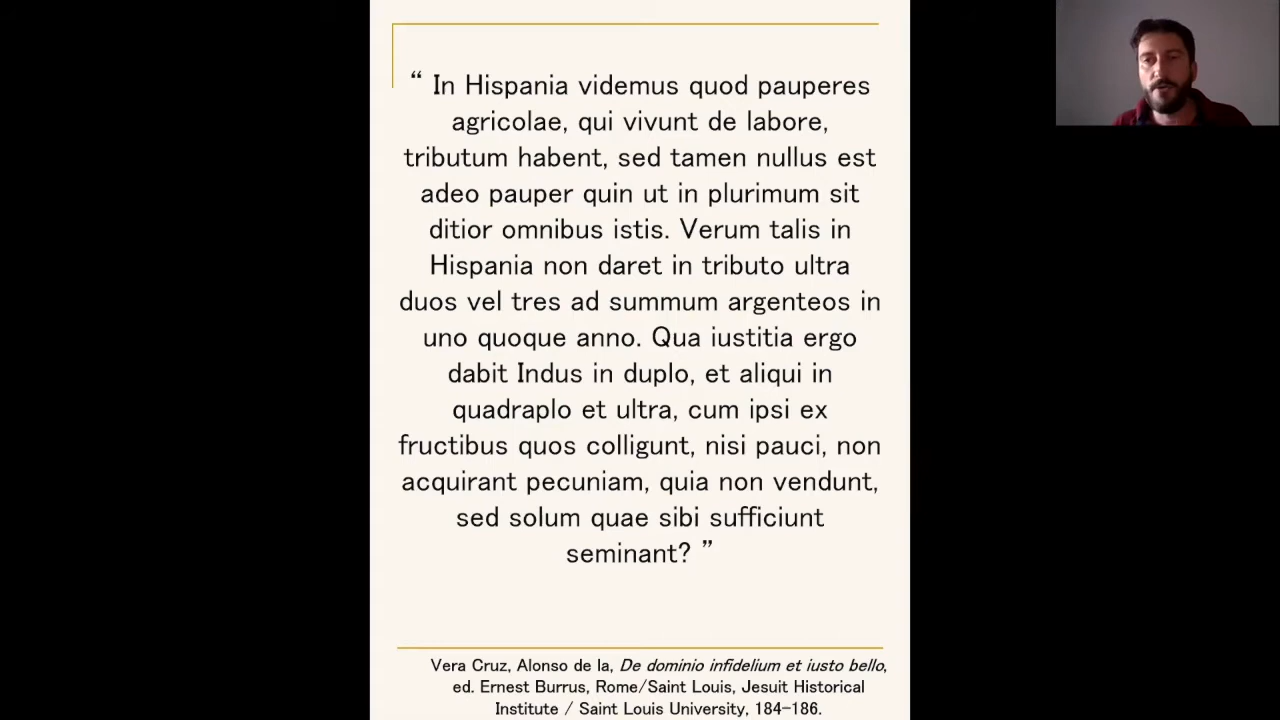 “ In Hispania videmus quod pauperes
agricolae, qui vivunt de labore,
tributum habent, sed tamen nullus est
adeo pauper quin ut in plurimum sit
ditior omnibus istis. Verum talis in
Hispania non daret in tributo ultra
duos vel tres ad summum argenteos in
uno quoque anno. Qua iustitia ergo
dabit Indus in duplo, et aliqui in
quadraplo et ultra, cum ipsi ex
fructibus quos colligunt, nisi pauci, non
acquirant pecuniam, quia non vendunt,
sed solum quae sibi sufficiunt
seminant? ”
Vera Cruz, Alonso de la, De dominio infidelium et iusto bello,
ed. Ernest Burrus, Rome/Saint Louis, Jesuit Historical
Institute / Saint Louis University, 184-186.